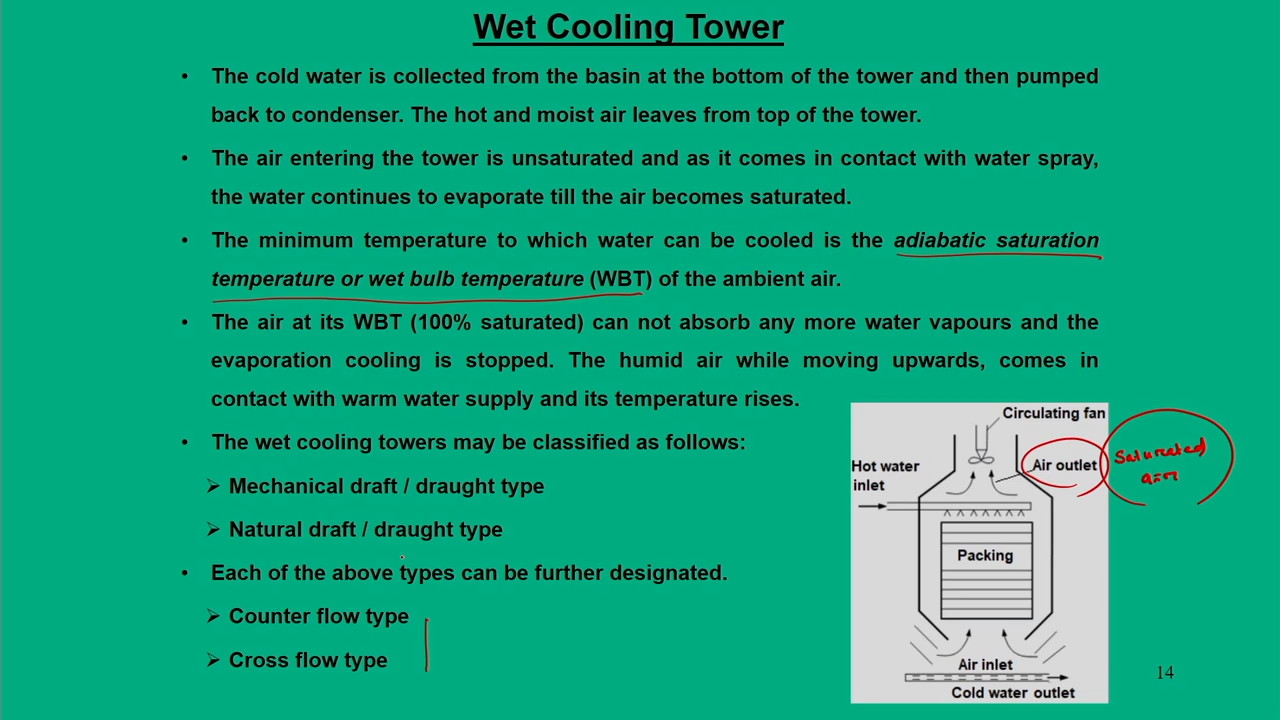 Wet Cooling Tower
• The cold water is collected from the basin at the bottom of the tower and then pumped
back to condenser. The hot and moist air leaves from top of the tower.
• The air entering the tower is unsaturated and as it comes in contact with water spray,
the water continues to evaporate till the air becomes saturated.
• The minimum temperature to which water can be cooled is the adiabatic saturation
temperature or wet bulb temperature (WBT) of the ambient air.
• The air at its WBT (100% saturated) can not absorb any more water vapours and the
evaporation cooling is stopped. The humid air while moving upwards, comes in
contact with warm water supply and its temperature rises.
• The wet cooling towers may be classified as follows:
➢ Mechanical draft / draught type
➢ Natural draft / draught type
• Each of the above types can be further designated.
➢ Counter flow type
➢ Cross flow type
Circulating fan
Hot water
inlet
Air outlet
Saturated
air
Packing
Air inlet
Cold water outlet
14